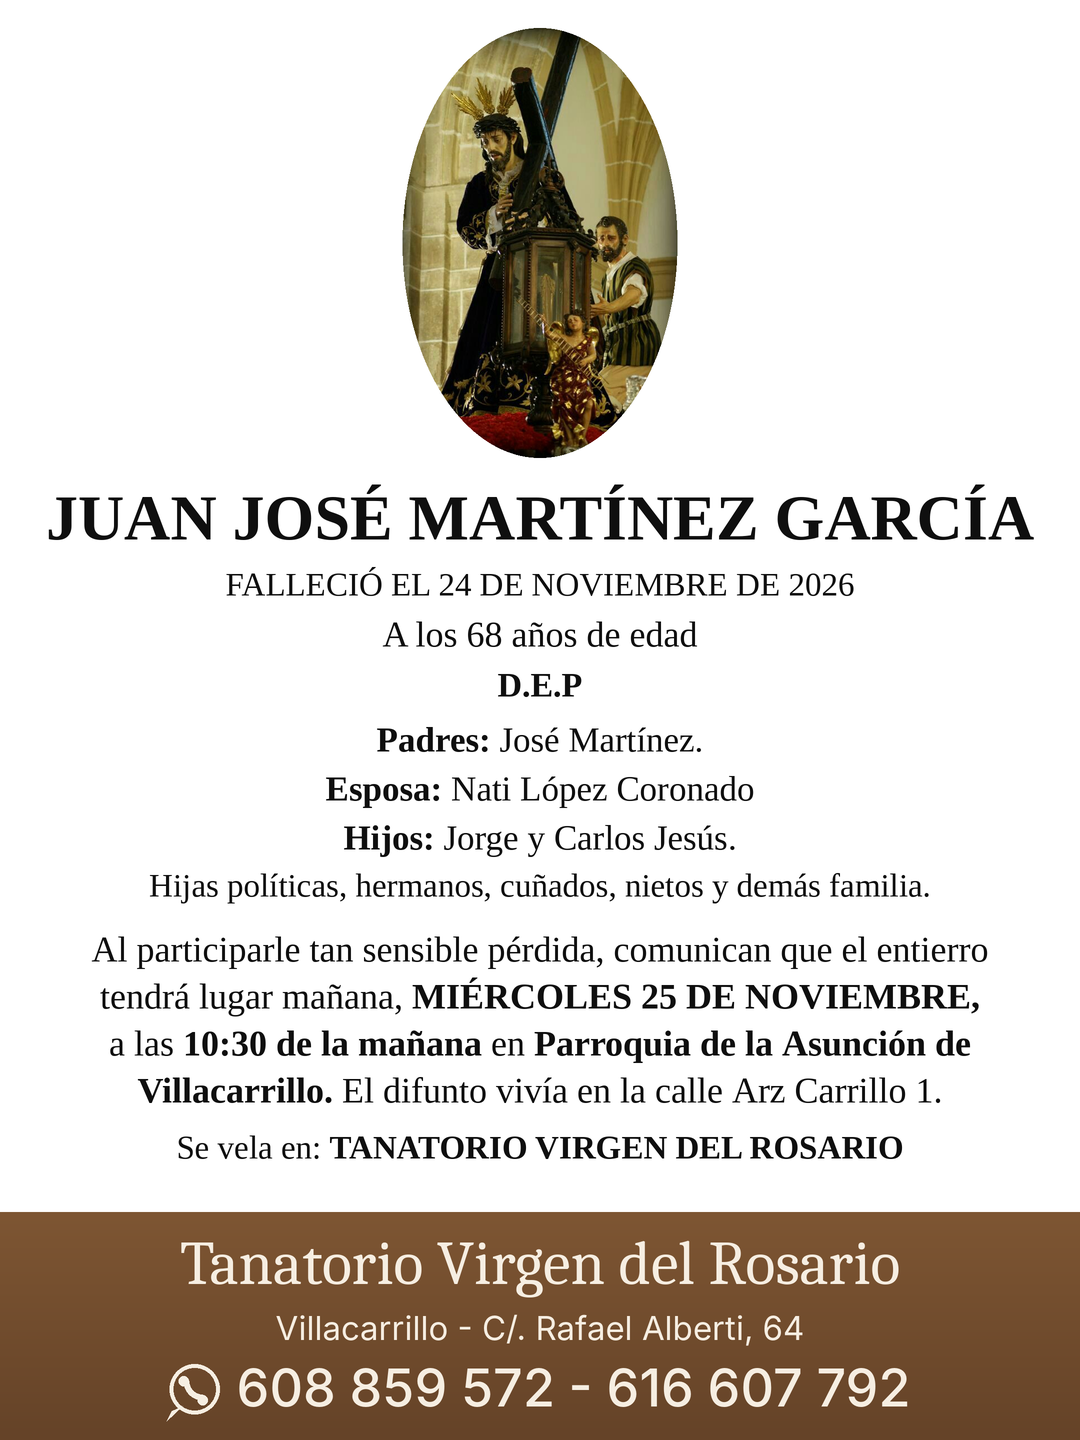 JUAN JOSÉ MARTÍNEZ GARCÍA
FALLECIÓ EL 24 DE NOVIEMBRE DE 2026
A los 68 años de edad
D.E.P
Padres: José Martínez.
Esposa: Nati López Coronado
Hijos: Jorge y Carlos Jesús.
Hijas políticas, hermanos, cuñados, nietos y demás familia.
Al participarle tan sensible pérdida, comunican que el entierro
tendrá lugar mañana, MIÉRCOLES 25 DE NOVIEMBRE,
a las 10:30 de la mañana en Parroquia de la Asunción de
Villacarrillo. El difunto vivía en la calle Arz Carrillo 1.
Se vela en: TANATORIO VIRGEN DEL ROSARIO
Tanatorio Virgen del Rosario
Villacarrillo - C/. Rafael Alberti, 64
608 859 572 - 616 607 792